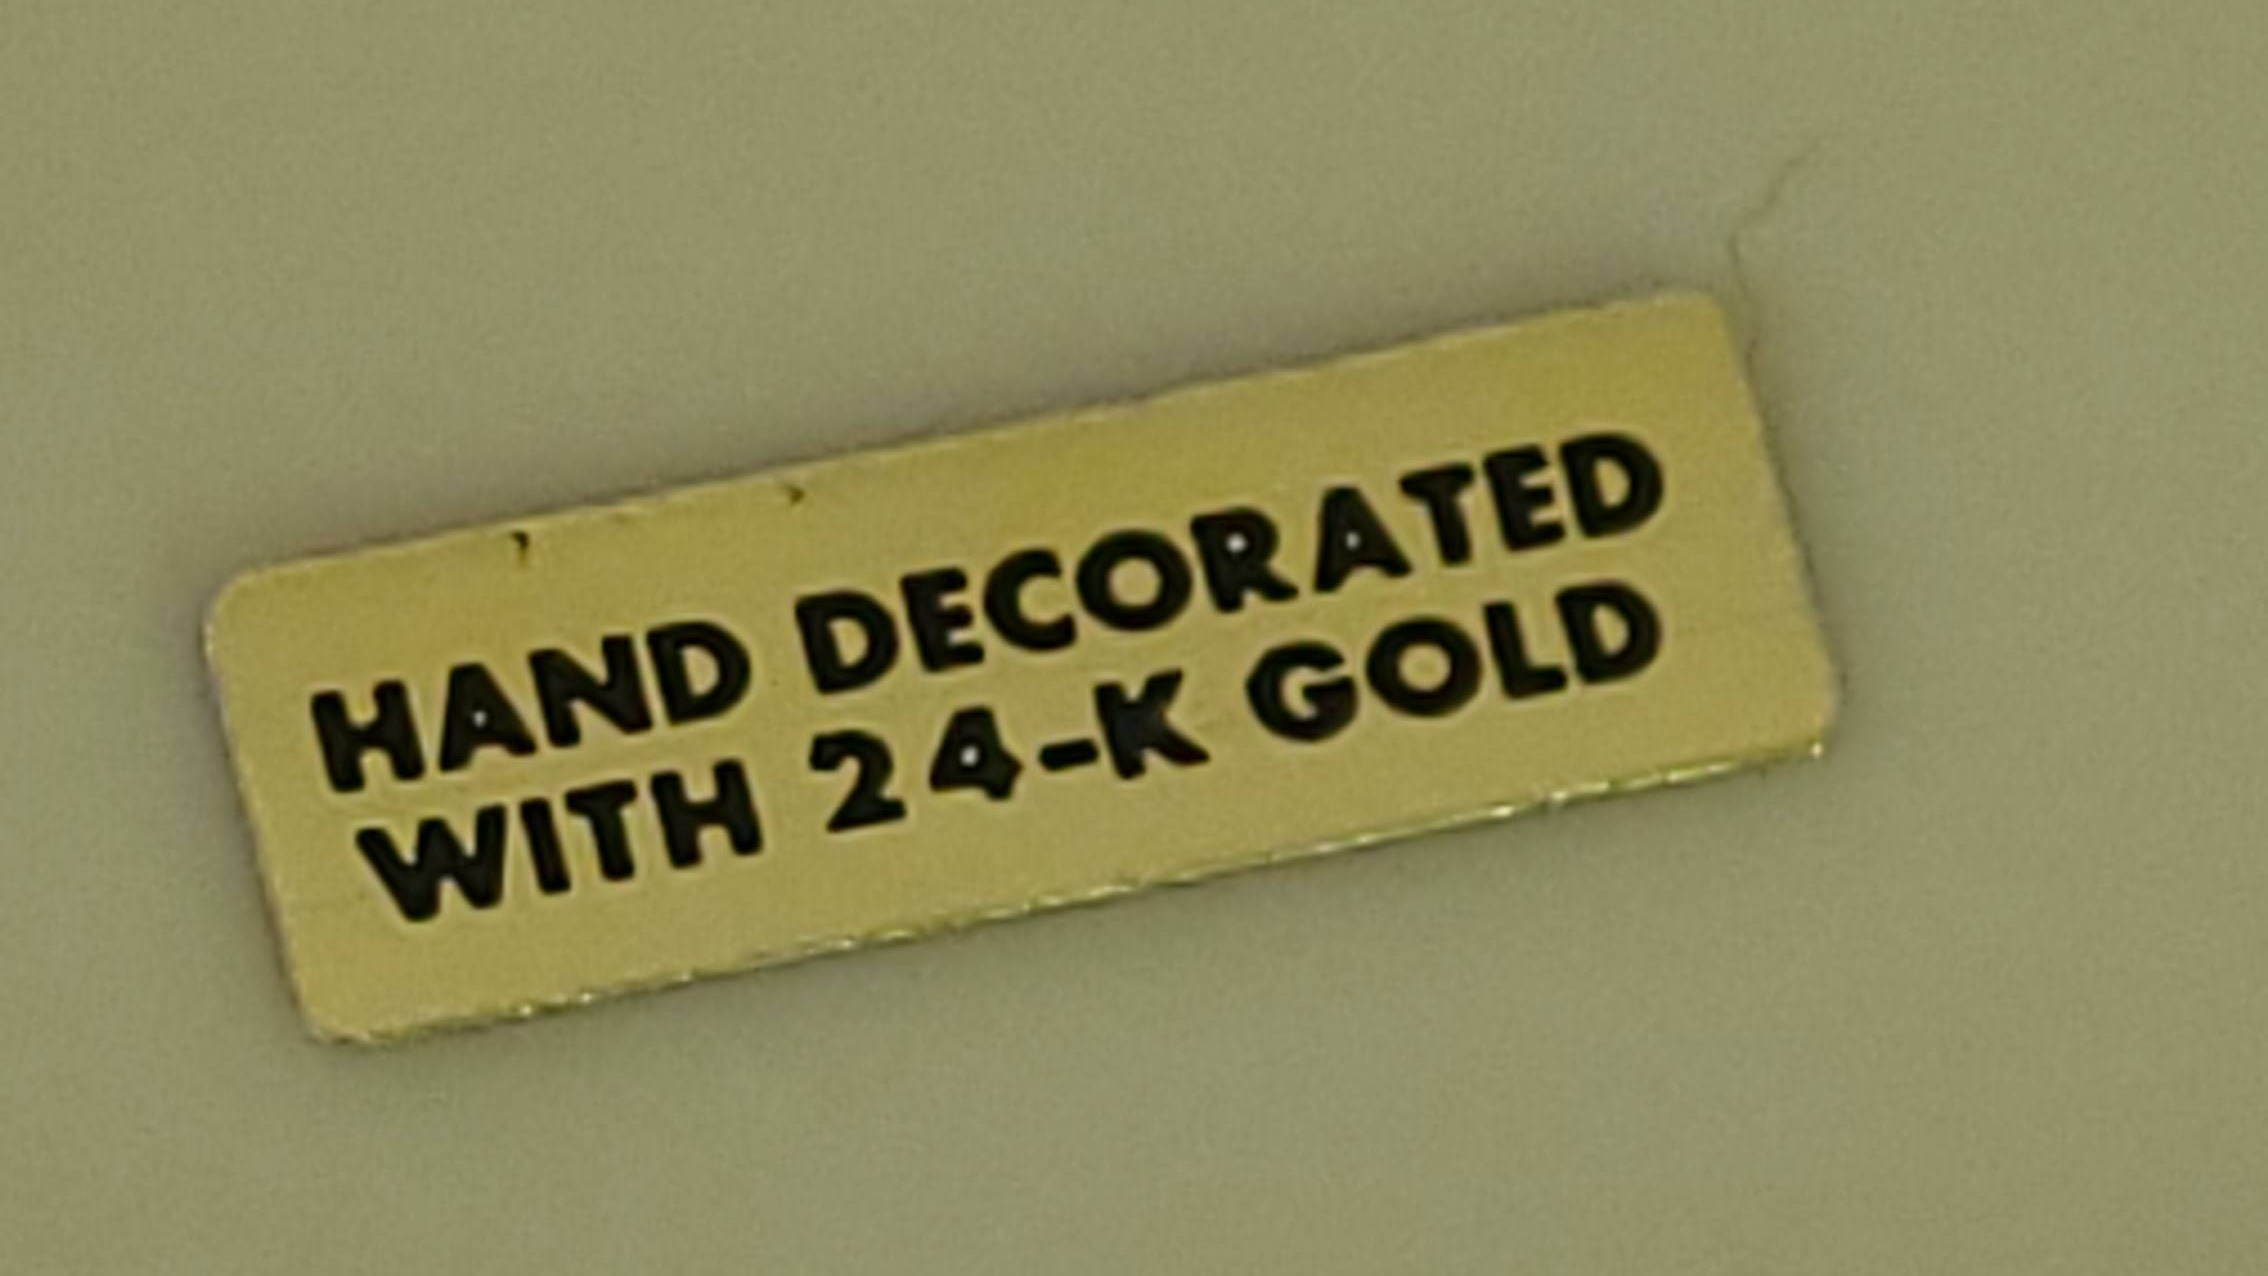 HAND DECORATED
WITH 24-K GOLD